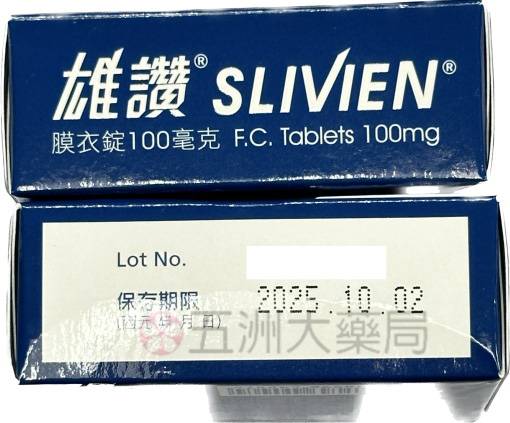 雄讚® SLIVIEN®
膜衣錠100毫克 F.C. Tablets 100mg
Lot No.
保存期限 2025.10.02
(西元年月日)
五洲大藥局